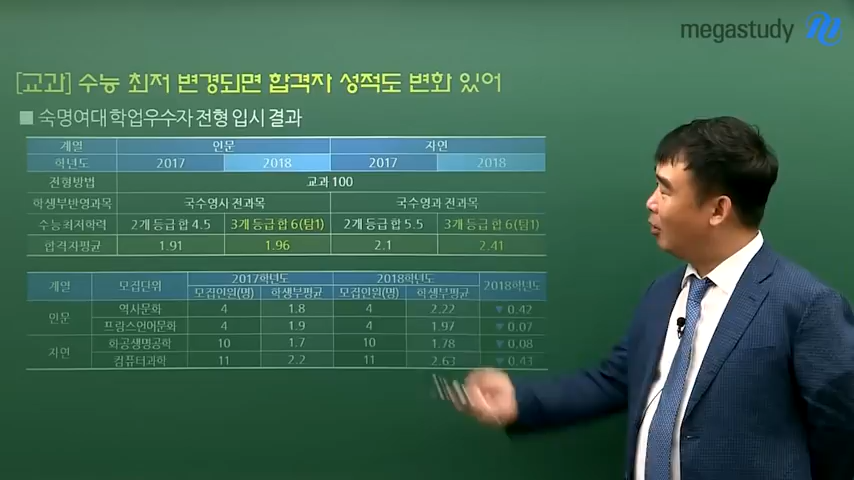 megastudy
[교과] 수능 최저 변경되면 합격자 성적도 변화 있어
■ 숙명여대 학업우수자 전형 입시 결과
계열 인문 자연
학년도 2017 2018 2017 2018
전형방법 교과 100
학생부반영과목 국수영사 전과목 국수영과 전과목
수능최저학력 2개 등급 합 4.5 3개 등급 합 6(탐1) 2개 등급 합 5.5 3개 등급 합 6(탐1)
합격자평균 1.91 1.96 2.1 2.41
계열 모집단위 2017학년도 2018학년도 2018학년도
모집인원(명) 학생부평균 모집인원(명) 학생부평균
인문 역사문화 4 1.8 4 2.22 ▼ 0.42
프랑스언어문화 4 1.9 4 1.97 ▼ 0.07
자연 화공생명공학 10 1.7 10 1.78 ▼ 0.08
컴퓨터과학 11 2.2 11 2.63 ▼ 0.43